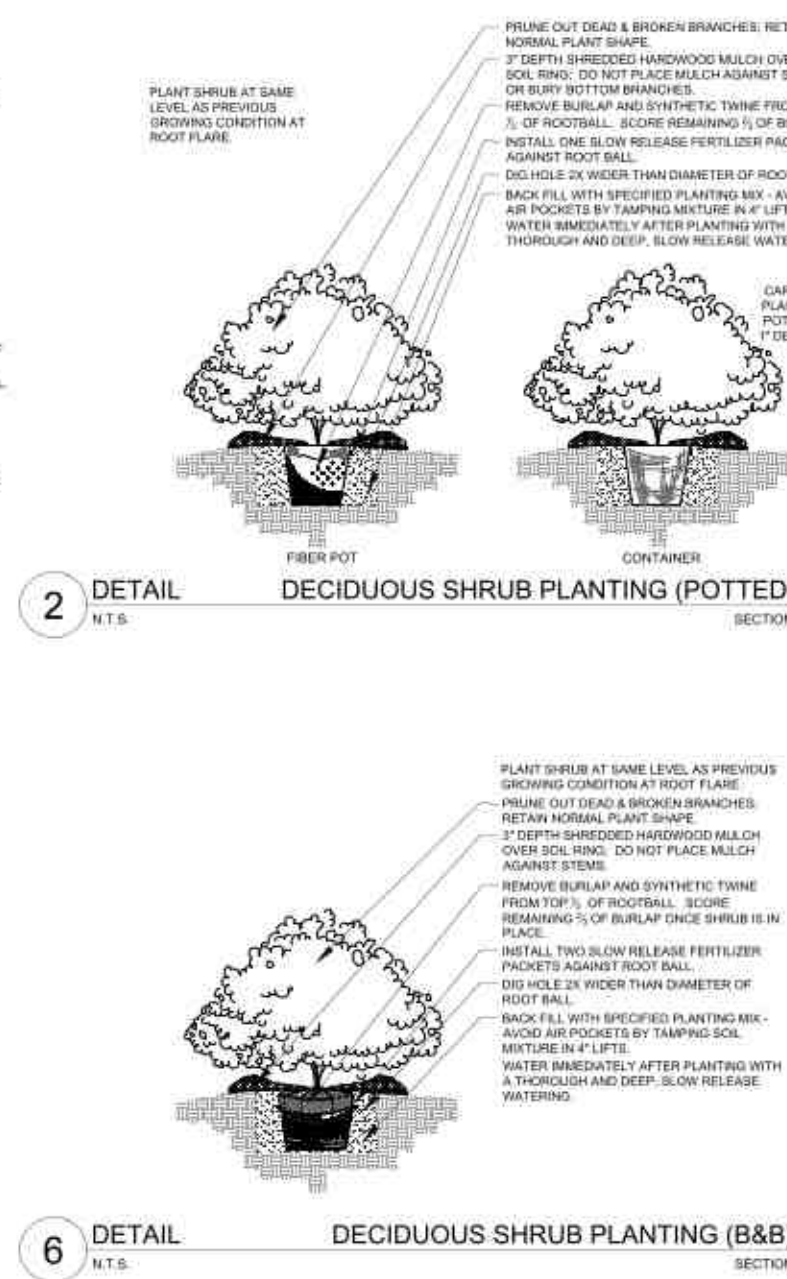 PLANT SHRUB AT SAME
LEVEL AS PREVIOUS
GROWING CONDITION AT
ROOT FLARE.
PRUNE OUT DEAD & BROKEN BRANCHES; RET
NORMAL PLANT SHAPE.
3" DEPTH SHREDDED HARDWOOD MULCH OVE
SOIL RING; DO NOT PLACE MULCH AGAINST S
OR BURY BOTTOM BRANCHES.
REMOVE BURLAP AND SYNTHETIC TWINE FRO
OF ROOTBALL. SCORE REMAINING OF B
INSTALL ONE SLOW RELEASE FERTILIZER PAC
AGAINST ROOT BALL.
DIG HOLE 2X WIDER THAN DIAMETER OF ROO
BACK FILL WITH SPECIFIED PLANTING MIX - AV
AIR POCKETS BY TAMPING MIXTURE IN 4" LIFT
WATER IMMEDIATELY AFTER PLANTING WITH
THOROUGH AND DEEP, SLOW RELEASE WATE
CAR
PLAN
POT
1" DE
FIBER POT
CONTAINER
2
DETAIL
DECIDUOUS SHRUB PLANTING (POTTED
N.T.S.
SECTION
PLANT SHRUB AT SAME LEVEL AS PREVIOUS
GROWING CONDITION AT ROOT FLARE.
PRUNE OUT DEAD & BROKEN BRANCHES;
RETAIN NORMAL PLANT SHAPE.
3" DEPTH SHREDDED HARDWOOD MULCH
OVER SOIL RING; DO NOT PLACE MULCH
AGAINST STEMS.
REMOVE BURLAP AND SYNTHETIC TWINE
FROM TOP OF ROOTBALL. SCORE
REMAINING OF BURLAP ONCE SHRUB IS IN
PLACE.
INSTALL TWO SLOW RELEASE FERTILIZER
PACKETS AGAINST ROOT BALL.
DIG HOLE 2X WIDER THAN DIAMETER OF
ROOT BALL
BACK FILL WITH SPECIFIED PLANTING MIX -
AVOID AIR POCKETS BY TAMPING SOIL
MIXTURE IN 4" LIFTS.
WATER IMMEDIATELY AFTER PLANTING WITH
A THOROUGH AND DEEP, SLOW RELEASE
WATERING.
6
DETAIL
DECIDUOUS SHRUB PLANTING (B&B
N.T.S.
SECTION